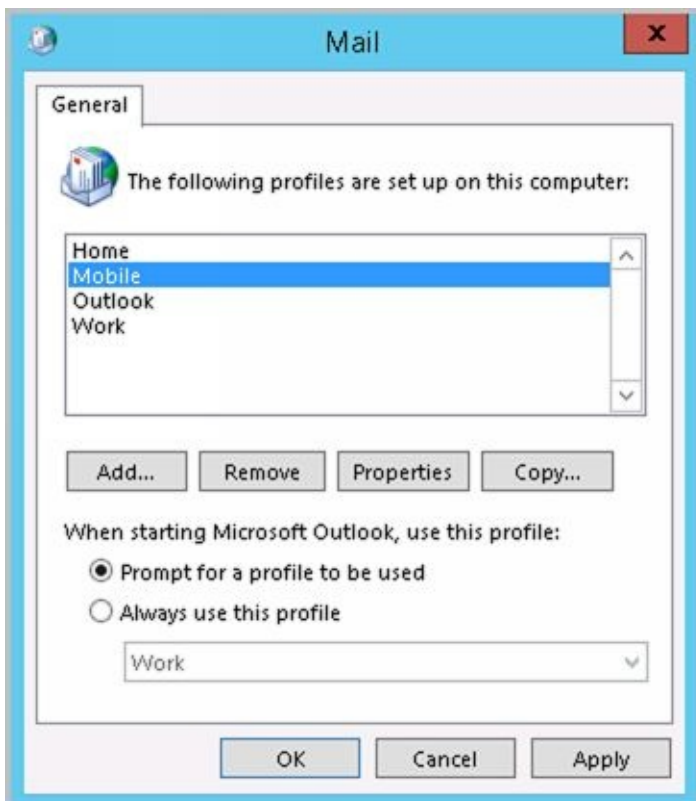 Mail
x
General
The following profiles are set up on this computer:
Home
Mobile
Outlook
Work
Add... Remove Properties Copy...
When starting Microsoft Outlook, use this profile:
Prompt for a profile to be used
Always use this profile
Work
OK Cancel Apply